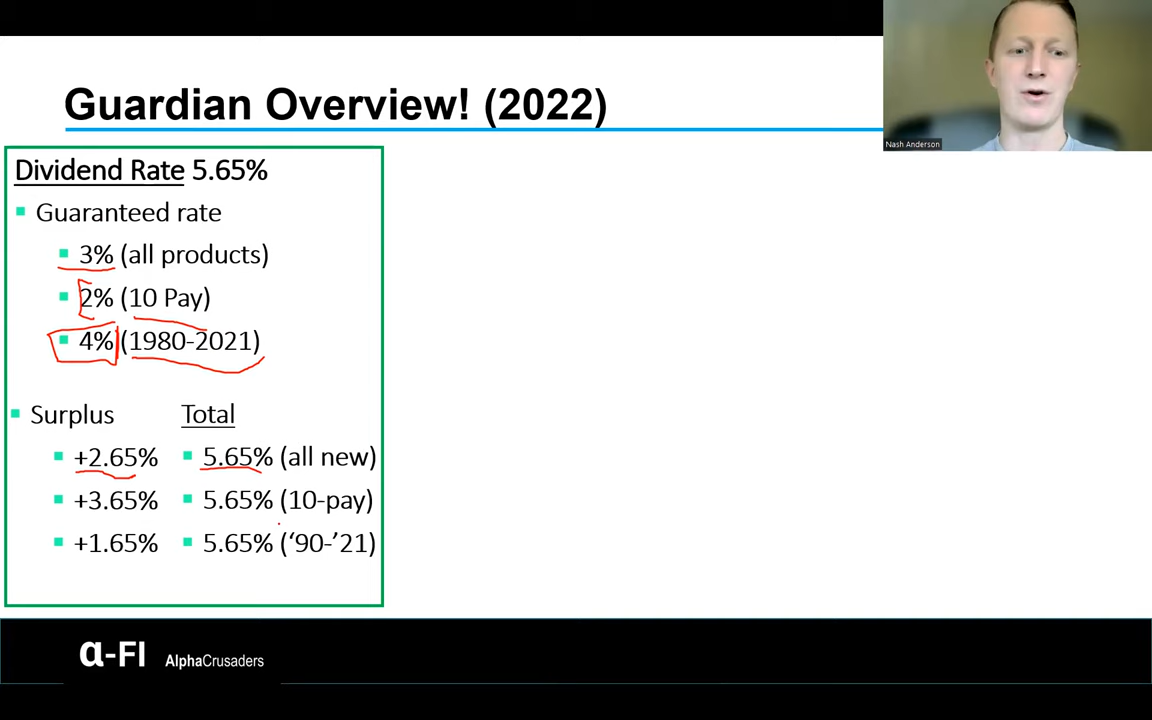 Guardian Overview! (2022)
Nash Anderson
Dividend Rate 5.65%
Guaranteed rate
3% (all products)
2% (10 Pay)
4% (1980-2021)
Surplus Total
+2.65% 5.65% (all new)
+3.65% 5.65% (10-pay)
+1.65% 5.65% (‘90-’21)
α-FI AlphaCrusaders